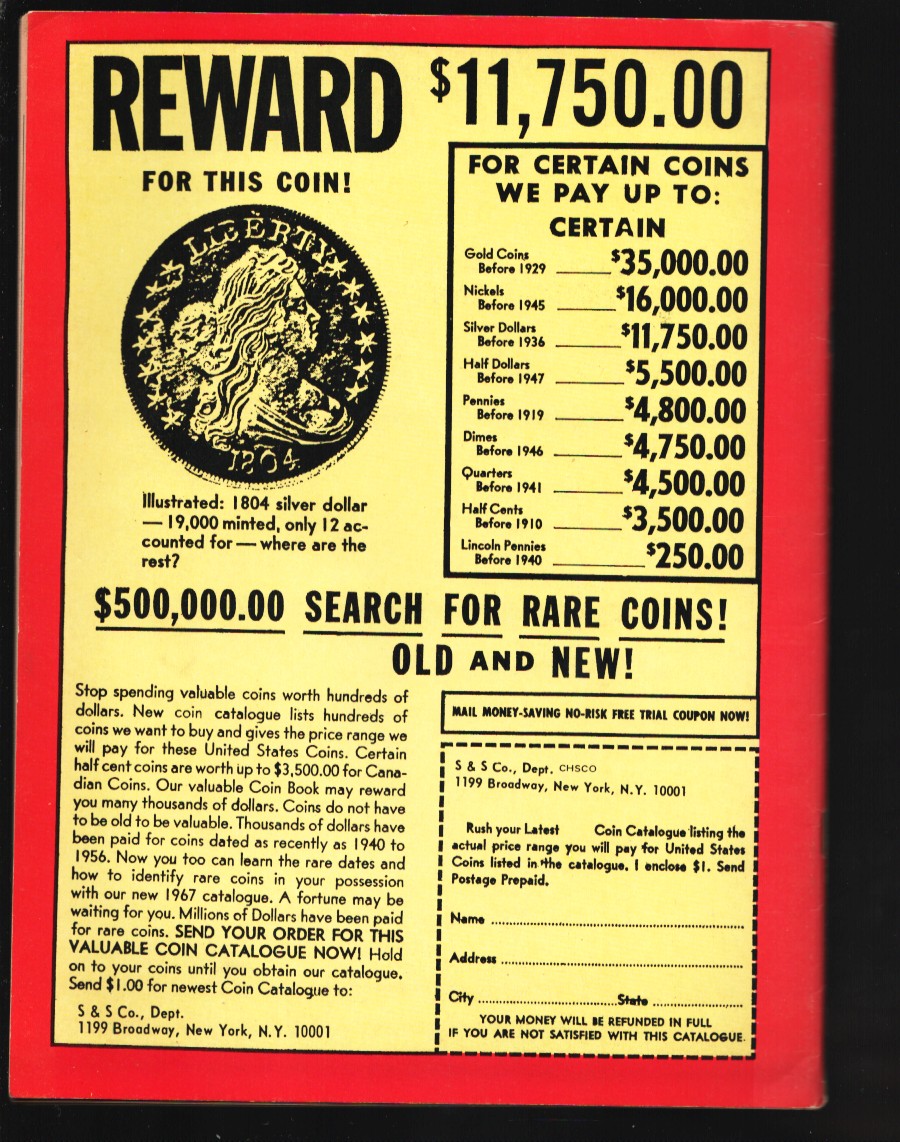 REWARD $11,750.00
FOR THIS COIN!
LIBERTY
1804
Illustrated: 1804 silver dollar
— 19,000 minted, only 12 ac-
counted for — where are the
rest?
FOR CERTAIN COINS
WE PAY UP TO:
CERTAIN
Gold Coins
Before 1929 $35,000.00
Nickels
Before 1945 $16,000.00
Silver Dollars
Before 1936 $11,750.00
Half Dollars
Before 1947 $5,500.00
Pennies
Before 1919 $4,800.00
Dimes
Before 1946 $4,750.00
Quarters
Before 1941 $4,500.00
Half Cents
Before 1910 $3,500.00
Lincoln Pennies
Before 1940 $250.00
$500,000.00 SEARCH FOR RARE COINS!
OLD AND NEW!
Stop spending valuable coins worth hundreds of
dollars. New coin catalogue lists hundreds of
coins we want to buy and gives the price range we
will pay for these United States Coins. Certain
half cent coins are worth up to $3,500.00 for Cana-
dian Coins. Our valuable Coin Book may reward
you many thousands of dollars. Coins do not have
to be old to be valuable. Thousands of dollars have
been paid for coins dated as recently as 1940 to
1956. Now you too can learn the rare dates and
how to identify rare coins in your possession
with our new 1967 catalogue. A fortune may be
waiting for you. Millions of Dollars have been paid
for rare coins. SEND YOUR ORDER FOR THIS
VALUABLE COIN CATALOGUE NOW! Hold
on to your coins until you obtain our catalogue.
Send $1.00 for newest Coin Catalogue to:
S & S Co., Dept.
1199 Broadway, New York, N.Y. 10001
MAIL MONEY-SAVING NO-RISK FREE TRIAL COUPON NOW!
S & S Co., Dept. CHSCO
1199 Broadway, New York, N.Y. 10001
Rush your Latest Coin Catalogue listing the
actual price range you will pay for United States
Coins listed in the catalogue. I enclose $1. Send
Postage Prepaid.
Name
Address
City State
YOUR MONEY WILL BE REFUNDED IN FULL
IF YOU ARE NOT SATISFIED WITH THIS CATALOGUE.